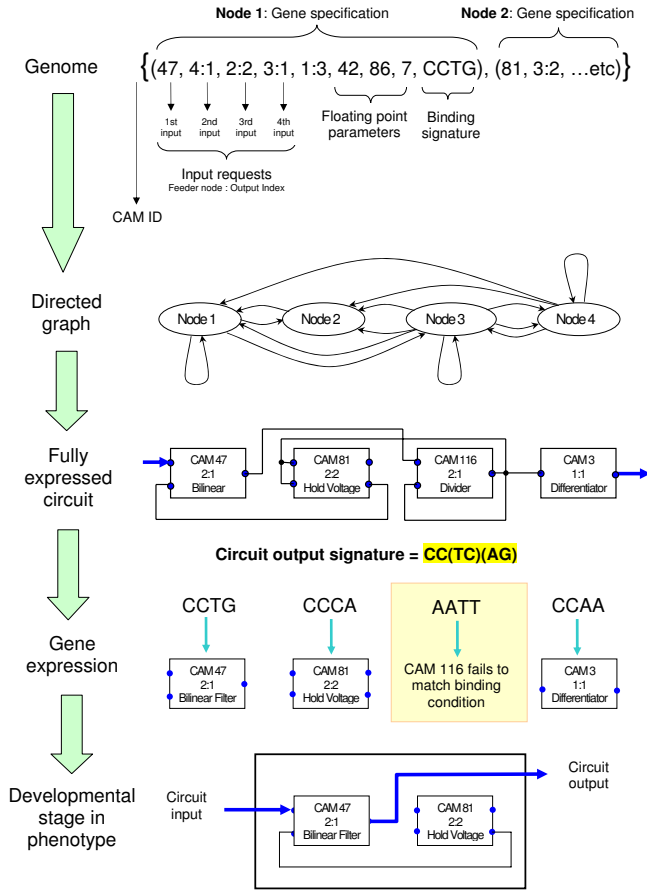 Node 1: Gene specification
Node 2: Gene specification
Genome
{(47, 4:1, 2:2, 3:1, 1:3, 42, 86, 7, CCTG), (81, 3:2, …etc)}
1st input
2nd input
3rd input
4th input
Floating point parameters
Binding signature
Input requests
Feeder node : Output Index
CAM ID
Directed graph
Node 1
Node 2
Node 3
Node 4
Fully expressed circuit
CAM 47
2:1
Bilinear
CAM 81
2:2
Hold Voltage
CAM 116
2:1
Divider
CAM 3
1:1
Differentiator
Circuit output signature = CC(TC)(AG)
Gene expression
CCTG
CCCA
AATT
CCAA
CAM 47
2:1
Bilinear Filter
CAM 81
2:2
Hold Voltage
CAM 116 fails to match binding condition
CAM 3
1:1
Differentiator
Developmental stage in phenotype
Circuit input
CAM 47
2:1
Bilinear Filter
CAM 81
2:2
Hold Voltage
Circuit output